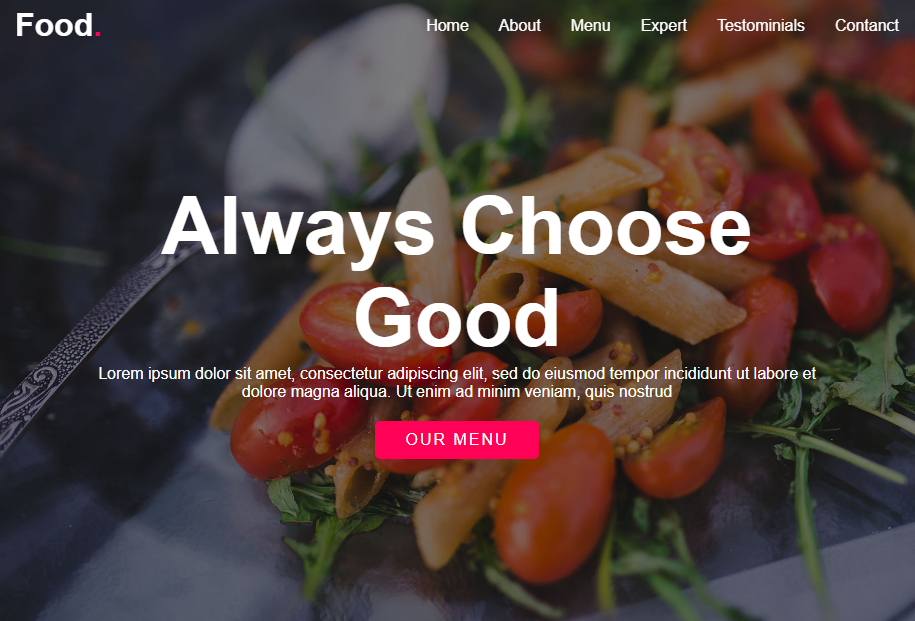 Food.
Home About Menu Expert Testominials Contanct
Always Choose
Good
Lorem ipsum dolor sit amet, consectetur adipiscing elit, sed do eiusmod tempor incididunt ut labore et
dolore magna aliqua. Ut enim ad minim veniam, quis nostrud
OUR MENU